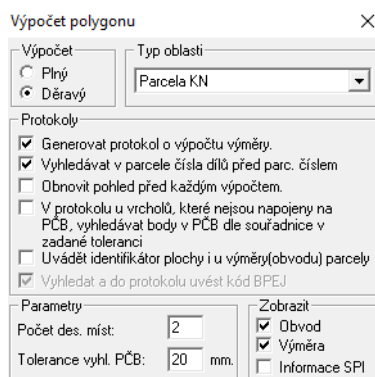 Výpočet polygonu
Výpočet
Plný
Děravý
Typ oblasti
Parcela KN
Protokoly
Generovat protokol o výpočtu výměry.
Vyhledávat v parcele čísla dílů před parc. číslem
Obnovit pohled před každým výpočtem.
V protokolu u vrcholů, které nejsou napojeny na
PČB, vyhledávat body v PČB dle souřadnice v
zadané toleranci
Uvádět identifikátor plochy i u výměry(obvodu) parcely
Vyhledat a do protokolu uvést kód BPEJ
Parametry
Počet des. míst: 2
Tolerance vyhl. PČB: 20 mm.
Zobrazit
Obvod
Výměra
Informace SPI